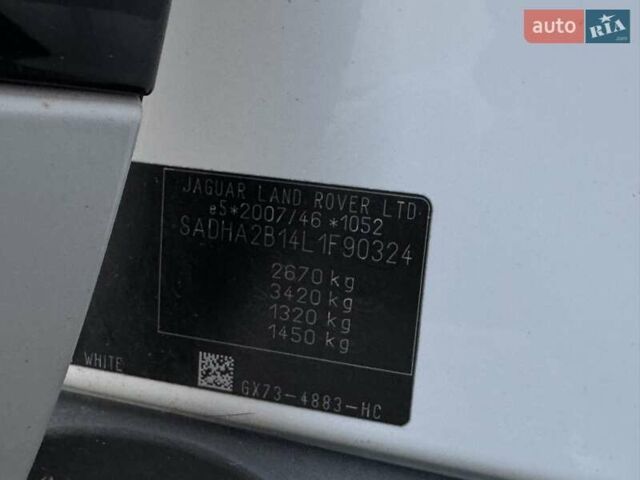 auto RIA.com
JAGUAR LAND ROVER LTD
e5*2007/46*1052
SADHA2B14L1F90324
2670 kg
3420 kg
1320 kg
1450 kg
WHITE
GX73-4883-HC